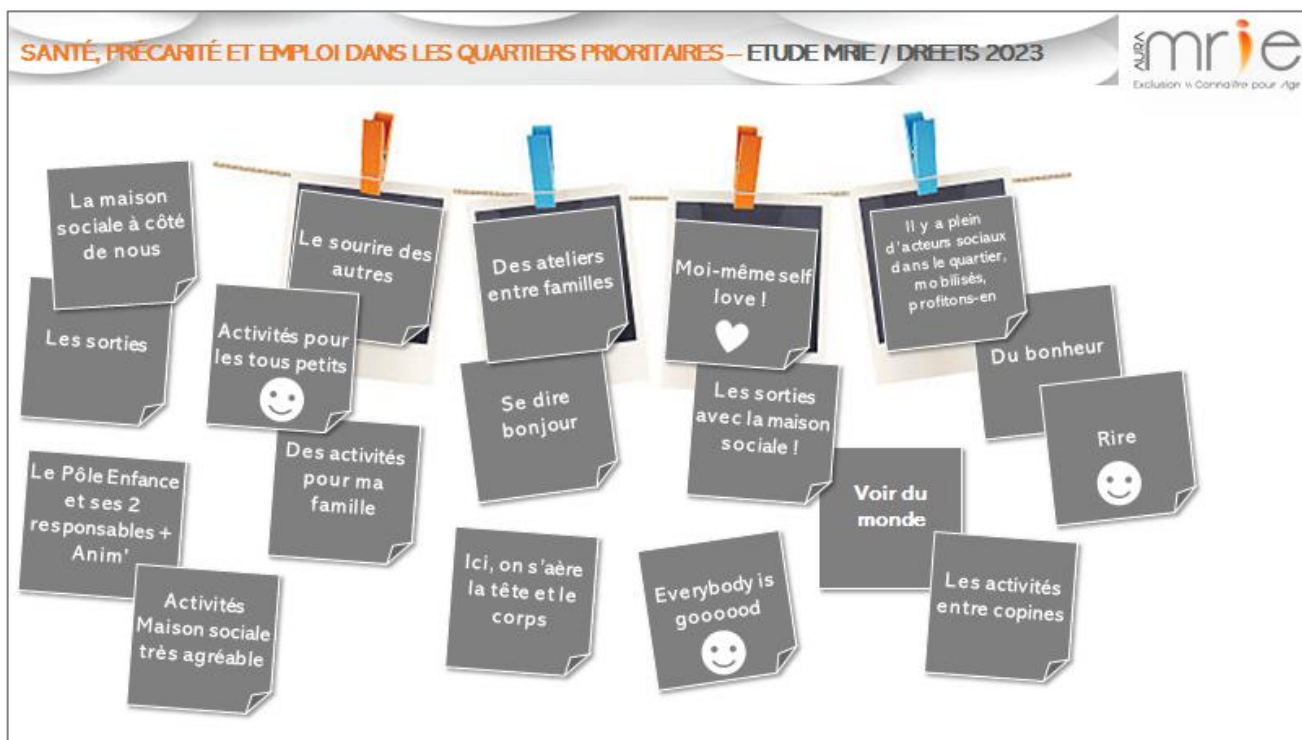 SANTÉ, PRÉCARITÉ ET EMPLOI DANS LES QUARTIERS PRIORITAIRES – ETUDE MRIE / DREETS 2023
AURA
mrie
Exclusion » Connaître pour Agir
La maison
sociale à côté
de nous
Le sourire des
autres
Des ateliers
entre familles
Moi-même self
love !
Il y a plein
d'acteurs sociaux
dans le quartier,
mobilisés,
profitons-en
Les sorties
Activités pour
les tous petits
Se dire
bonjour
Les sorties
avec la maison
sociale !
Du bonheur
Rire
Le Pôle Enfance
et ses 2
responsables +
Anim'
Des activités
pour ma
famille
Voir du
monde
Activités
Maison sociale
très agréable
Ici, on s'aère
la tête et le
corps
Everybody is
goooood
Les activités
entre copines